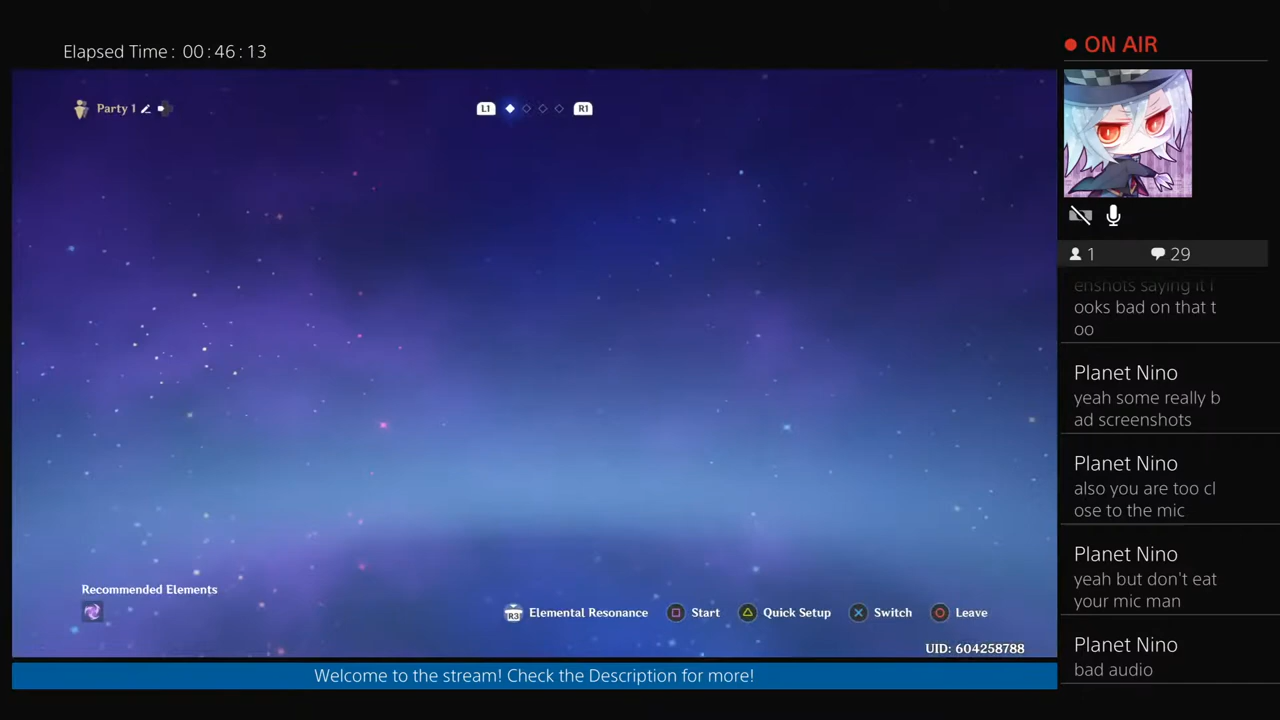 Elapsed Time: 00:46:13
ON AIR
Party 1
L1
R1
1
29
enshots saying it l
ooks bad on that t
oo
Planet Nino
yeah some really b
ad screenshots
Planet Nino
also you are too cl
ose to the mic
Planet Nino
yeah but don't eat
your mic man
Planet Nino
bad audio
Recommended Elements
R3 Elemental Resonance
Start
Quick Setup
Switch
Leave
UID: 604258788
Welcome to the stream! Check the Description for more!